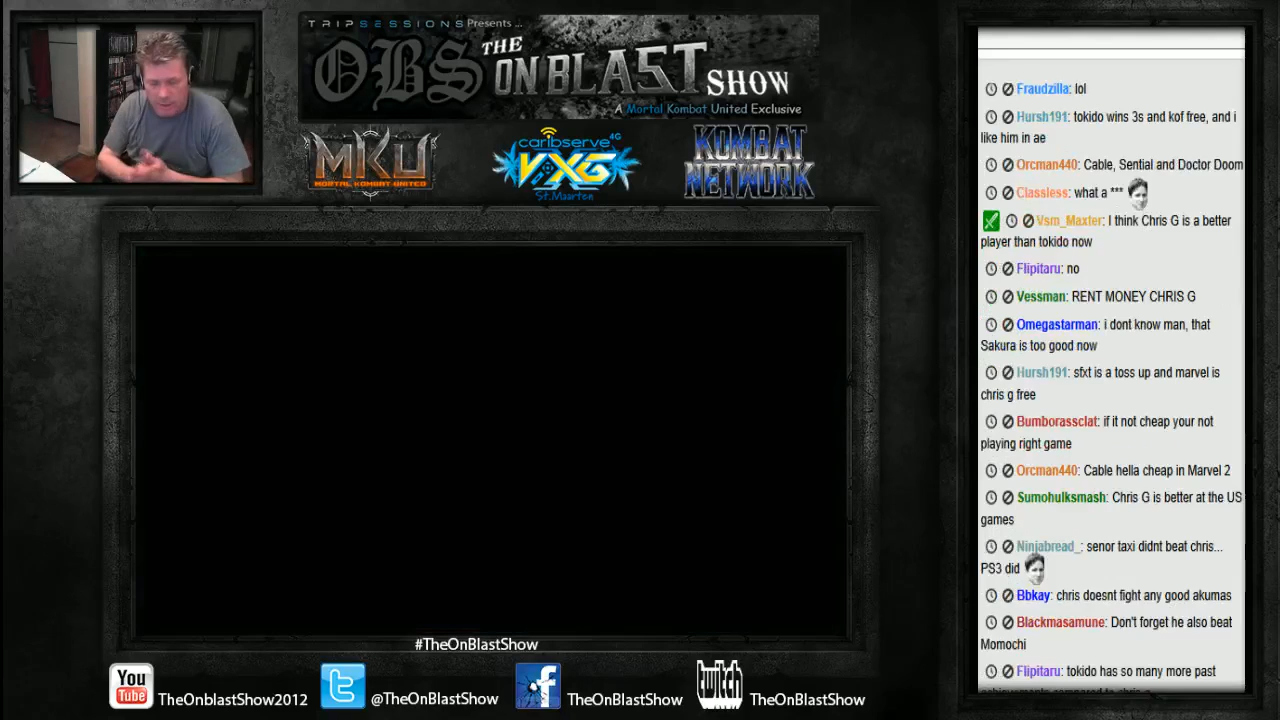 TRIPSESSIONS Presents ...
OBS THE ON BLAST SHOW
A Mortal Kombat United Exclusive
MKU
MORTAL KOMBAT UNITED
caribserve 4G
VXG
St.Maarten
KOMBAT
NETWORK
#TheOnBlastShow
You Tube TheOnblastShow2012
@TheOnBlastShow
f TheOnBlastShow
twitch TheOnBlastShow
Fraudzilla: lol
Hursh191: tokido wins 3s and kof free, and i
like him in ae
Orcman440: Cable, Sential and Doctor Doom
Classless: what a ***
Vsm_Maxter: I think Chris G is a better
player than tokido now
Flipitaru: no
Vessman: RENT MONEY CHRIS G
Omegastarman: i dont know man, that
Sakura is too good now
Hursh191: sfxt is a toss up and marvel is
chris g free
Bumborassclat: if it not cheap your not
playing right game
Orcman440: Cable hella cheap in Marvel 2
Sumohulksmash: Chris G is better at the US
games
Ninjabread_: senor taxi didnt beat chris...
PS3 did
Bbkay: chris doesnt fight any good akumas
Blackmasamune: Don't forget he also beat
Momochi
Flipitaru: tokido has so many more past